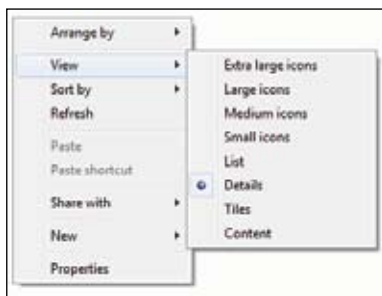 Arrange by
View
Sort by
Refresh
Paste
Paste shortcut
Share with
New
Properties
Extra large icons
Large icons
Medium icons
Small icons
List
Details
Tiles
Content